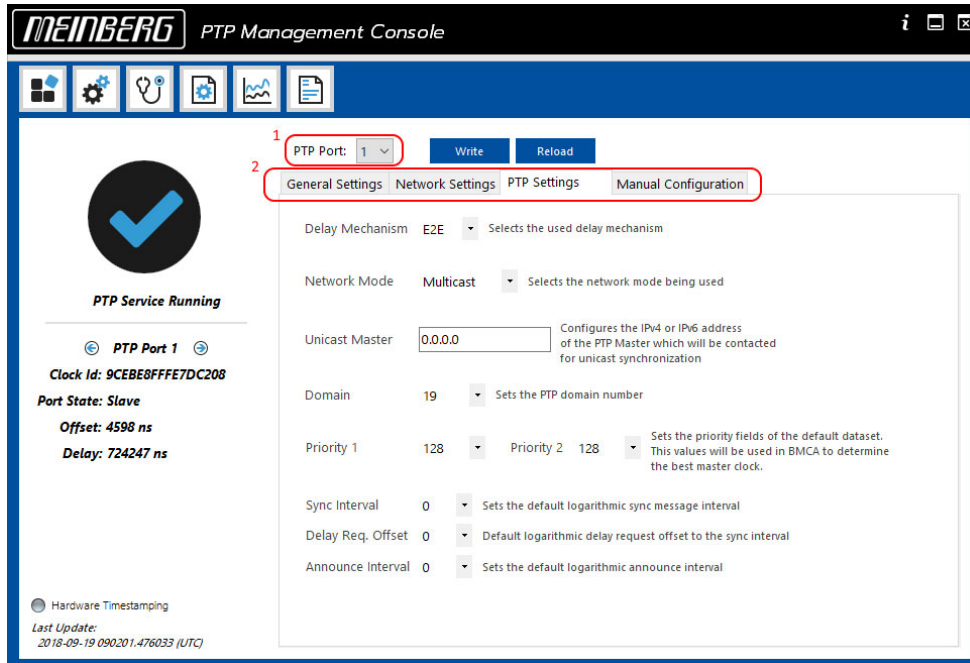 MEINBERG PTP Management Console
i
1
PTP Port: 1 Write Reload
2
General Settings Network Settings PTP Settings Manual Configuration
Delay Mechanism E2E Selects the used delay mechanism
Network Mode Multicast Selects the network mode being used
Unicast Master 0.0.0.0 Configures the IPv4 or IPv6 address
of the PTP Master which will be contacted
for unicast synchronization
Domain 19 Sets the PTP domain number
Priority 1 128 Priority 2 128 Sets the priority fields of the default dataset.
This values will be used in BMCA to determine
the best master clock.
Sync Interval 0 Sets the default logarithmic sync message interval
Delay Req. Offset 0 Default logarithmic delay request offset to the sync interval
Announce Interval 0 Sets the default logarithmic announce interval
PTP Service Running
PTP Port 1
Clock Id: 9CEBE8FFFE7DC208
Port State: Slave
Offset: 4598 ns
Delay: 724247 ns
Hardware Timestamping
Last Update:
2018-09-19 090201.476033 (UTC)